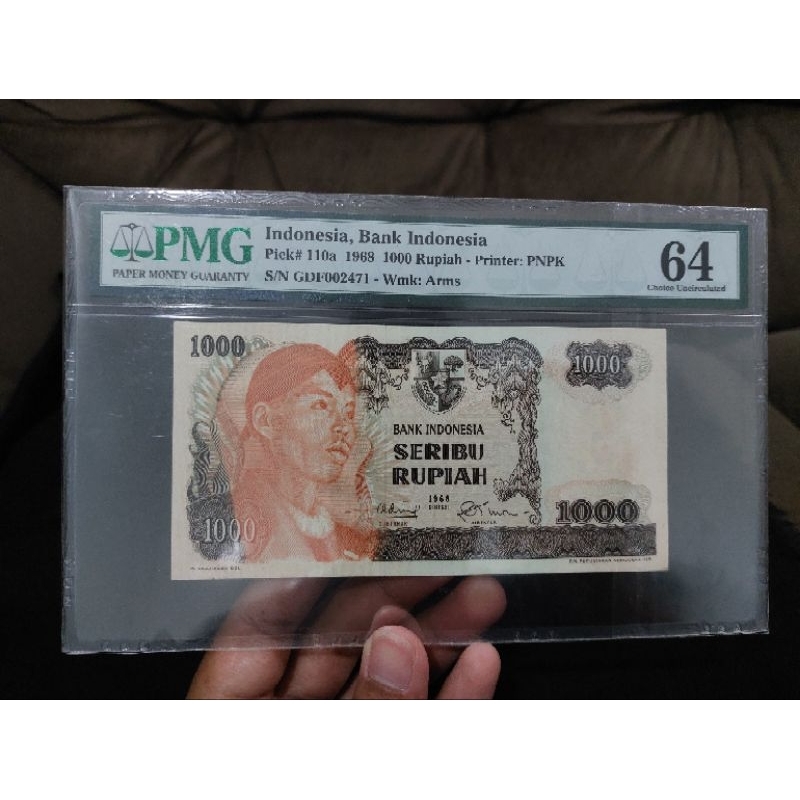 PMG
PAPER MONEY GUARANTY
Indonesia, Bank Indonesia
Pick# 110a 1968 1000 Rupiah - Printer: PNPK
S/N GDF002471 - Wmk: Arms
64
Choice Uncirculated
1000
1000
BANK INDONESIA
SERIBU
RUPIAH
1968
DIREKSI
1000
1000